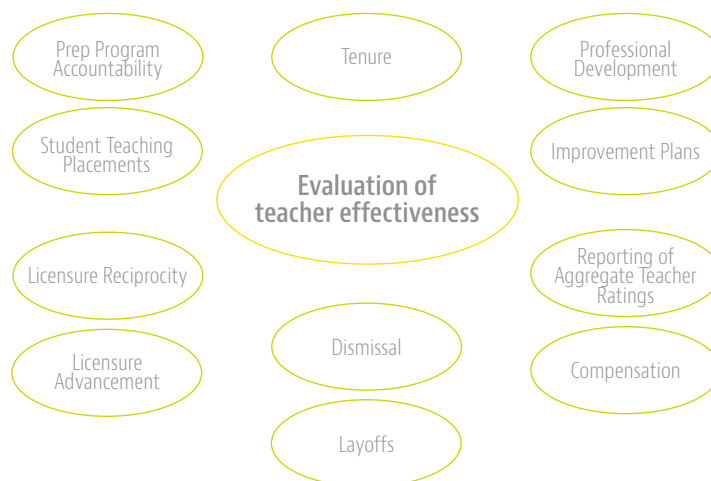 Prep Program
Accountability
Tenure
Professional
Development
Student Teaching
Placements
Improvement Plans
Evaluation of
teacher effectiveness
Licensure Reciprocity
Reporting of
Aggregate Teacher
Ratings
Dismissal
Licensure
Advancement
Compensation
Layoffs